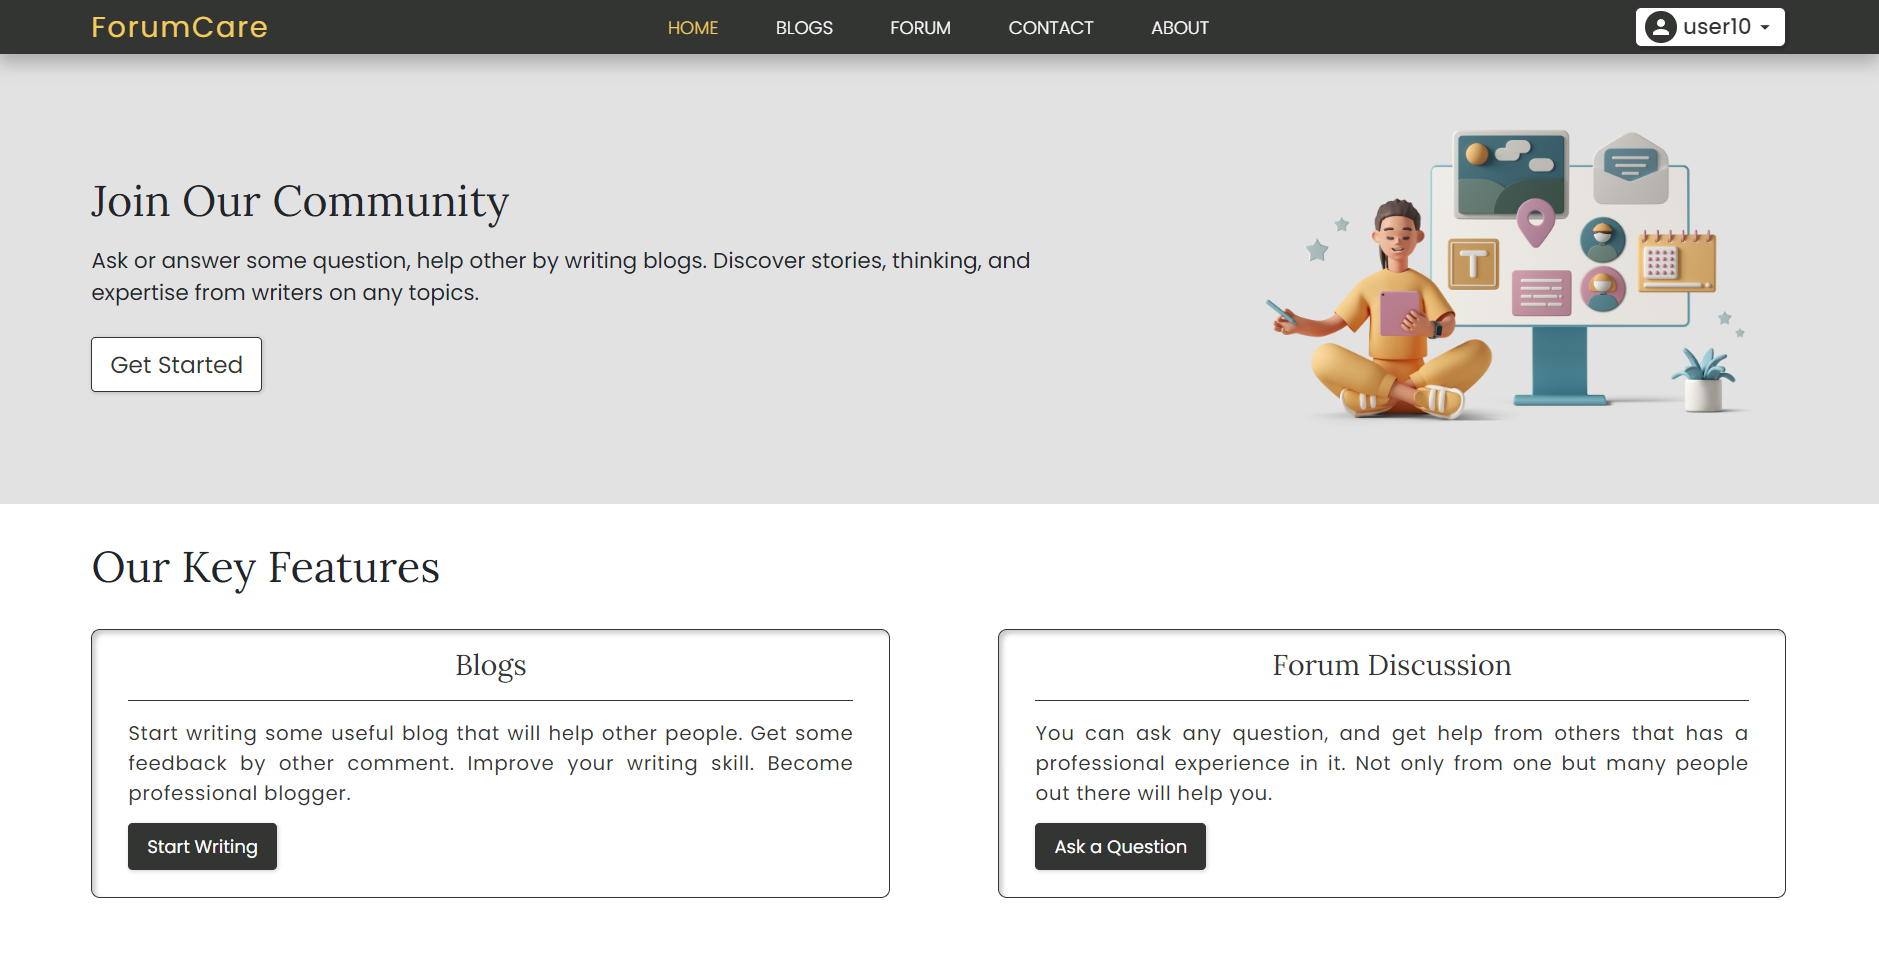 ForumCare
HOME BLOGS FORUM CONTACT ABOUT
user10
Join Our Community
Ask or answer some question, help other by writing blogs. Discover stories, thinking, and
expertise from writers on any topics.
Get Started
T
Our Key Features
Blogs
Start writing some useful blog that will help other people. Get some
feedback by other comment. Improve your writing skill. Become
professional blogger.
Start Writing
Forum Discussion
You can ask any question, and get help from others that has a
professional experience in it. Not only from one but many people
out there will help you.
Ask a Question